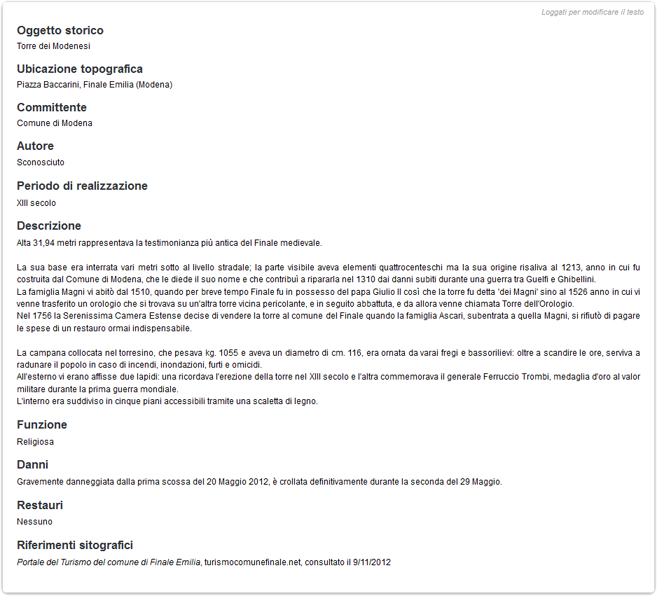 Loggati per modificare il testo
Oggetto storico
Torre dei Modenesi
Ubicazione topografica
Piazza Baccarini, Finale Emilia (Modena)
Committente
Comune di Modena
Autore
Sconosciuto
Periodo di realizzazione
XIII secolo
Descrizione
Alta 31,94 metri rappresentava la testimonianza più antica del Finale medievale.
La sua base era interrata vari metri sotto al livello stradale; la parte visibile aveva elementi quattrocenteschi ma la sua origine risaliva al 1213, anno in cui fu
costruita dal Comune di Modena, che le diede il suo nome e che contribuì a ripararla nel 1310 dai danni subiti durante una guerra tra Guelfi e Ghibellini.
La famiglia Magni vi abitò dal 1510, quando per breve tempo Finale fu in possesso del papa Giulio II così che la torre fu detta 'dei Magni' sino al 1526 anno in cui vi
venne trasferito un orologio che si trovava su un'altra torre vicina pericolante, e in seguito abbattuta, e da allora venne chiamata Torre dell'Orologio.
Nel 1756 la Serenissima Camera Estense decise di vendere la torre al comune del Finale quando la famiglia Ascari, subentrata a quella Magni, si rifiutò di pagare
le spese di un restauro ormai indispensabile.
La campana collocata nel torresino, che pesava kg. 1055 e aveva un diametro di cm. 116, era ornata da varai fregi e bassorilievi: oltre a scandire le ore, serviva a
radunare il popolo in caso di incendi, inondazioni, furti e omicidi.
All'esterno vi erano affisse due lapidi: una ricordava l'erezione della torre nel XIII secolo e l'altra commemorava il generale Ferruccio Trombi, medaglia d'oro al valor
militare durante la prima guerra mondiale.
L'interno era suddiviso in cinque piani accessibili tramite una scaletta di legno.
Funzione
Religiosa
Danni
Gravemente danneggiata dalla prima scossa del 20 Maggio 2012, è crollata definitivamente durante la seconda del 29 Maggio.
Restauri
Nessuno
Riferimenti sitografici
Portale del Turismo del comune di Finale Emilia, turismocomunefinale.net, consultato il 9/11/2012